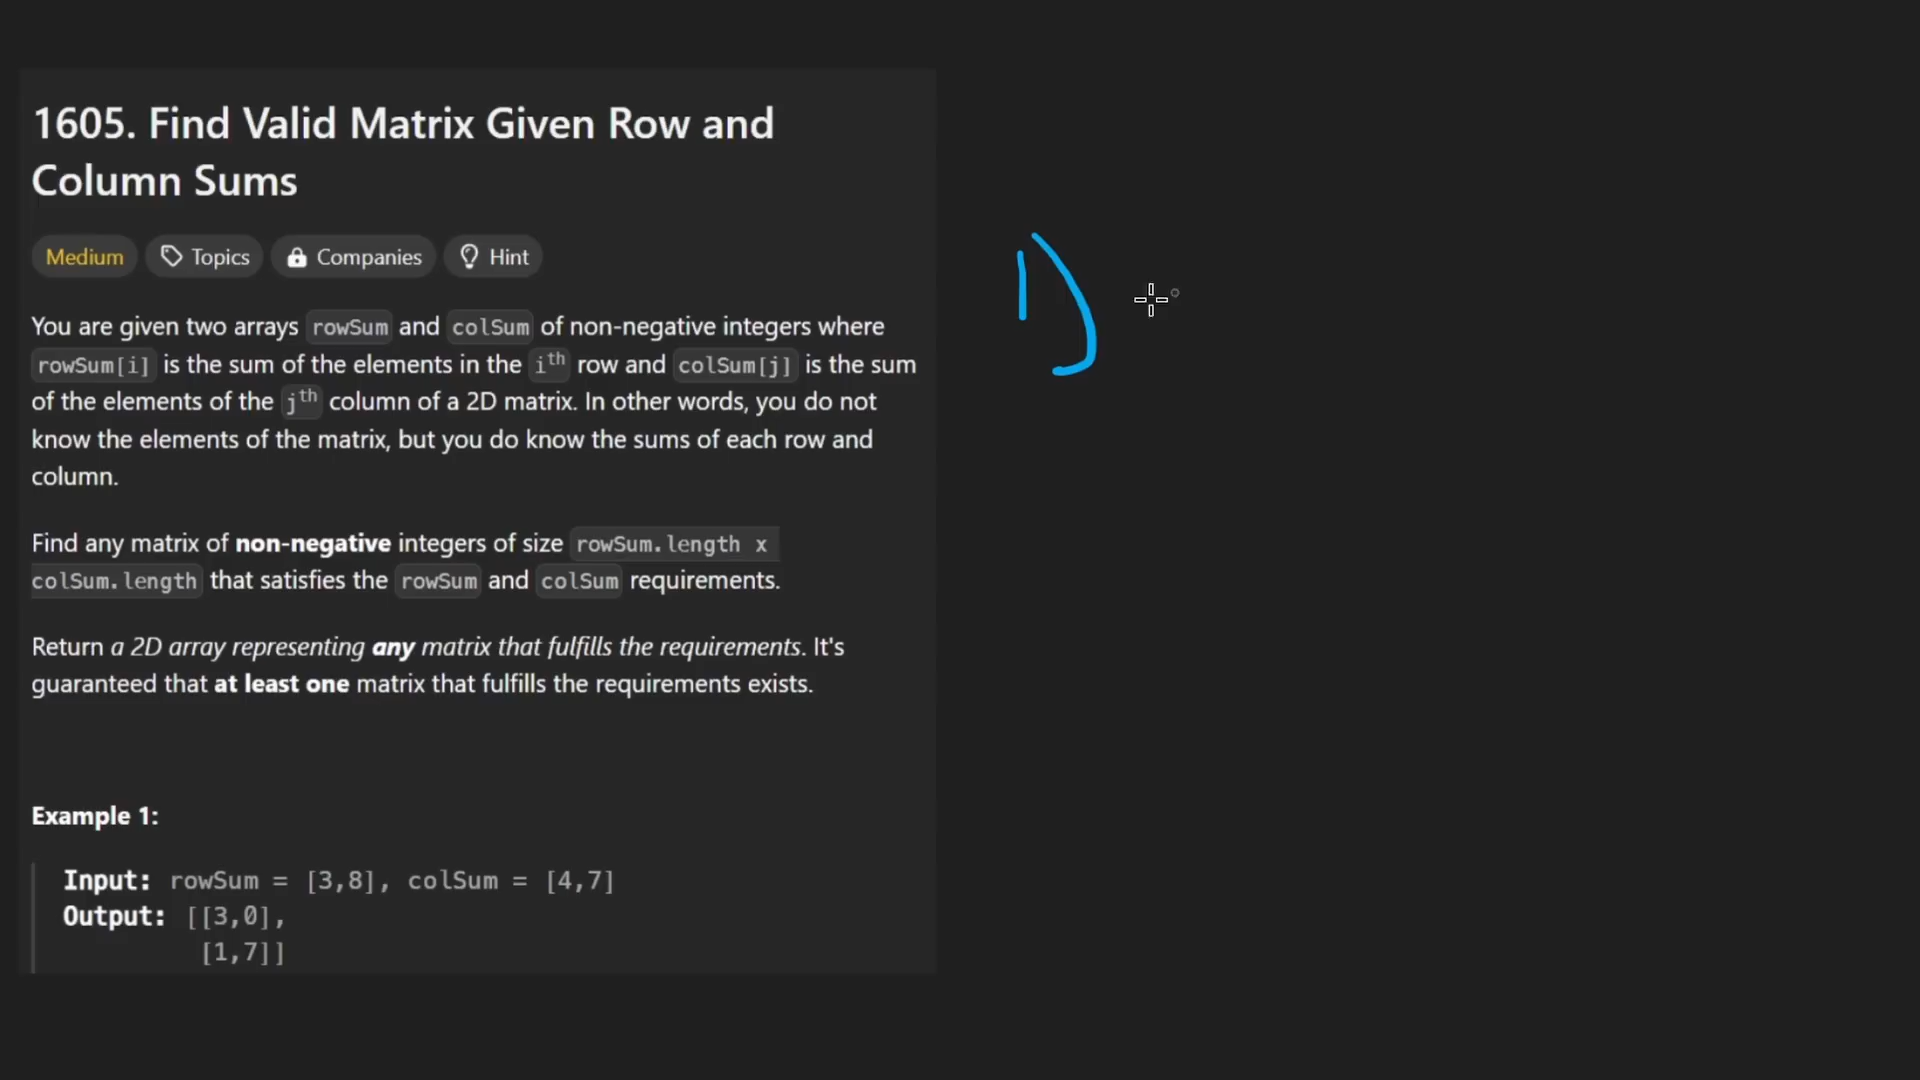 1605. Find Valid Matrix Given Row and
Column Sums
Medium Topics Companies Hint
You are given two arrays rowSum and colSum of non-negative integers where
rowSum[i] is the sum of the elements in the ith row and colSum[j] is the sum
of the elements of the jth column of a 2D matrix. In other words, you do not
know the elements of the matrix, but you do know the sums of each row and
column.
Find any matrix of non-negative integers of size rowSum.length x
colSum.length that satisfies the rowSum and colSum requirements.
Return a 2D array representing any matrix that fulfills the requirements. It's
guaranteed that at least one matrix that fulfills the requirements exists.
Example 1:
Input: rowSum = [3,8], colSum = [4,7]
Output: [[3,0],
[1,7]]
1)